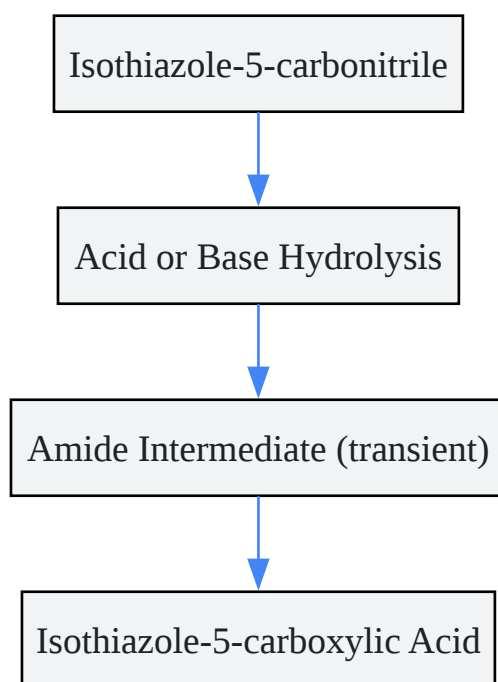 Isothiazole-5-carbonitrile
Acid or Base Hydrolysis
Amide Intermediate (transient)
Isothiazole-5-carboxylic Acid